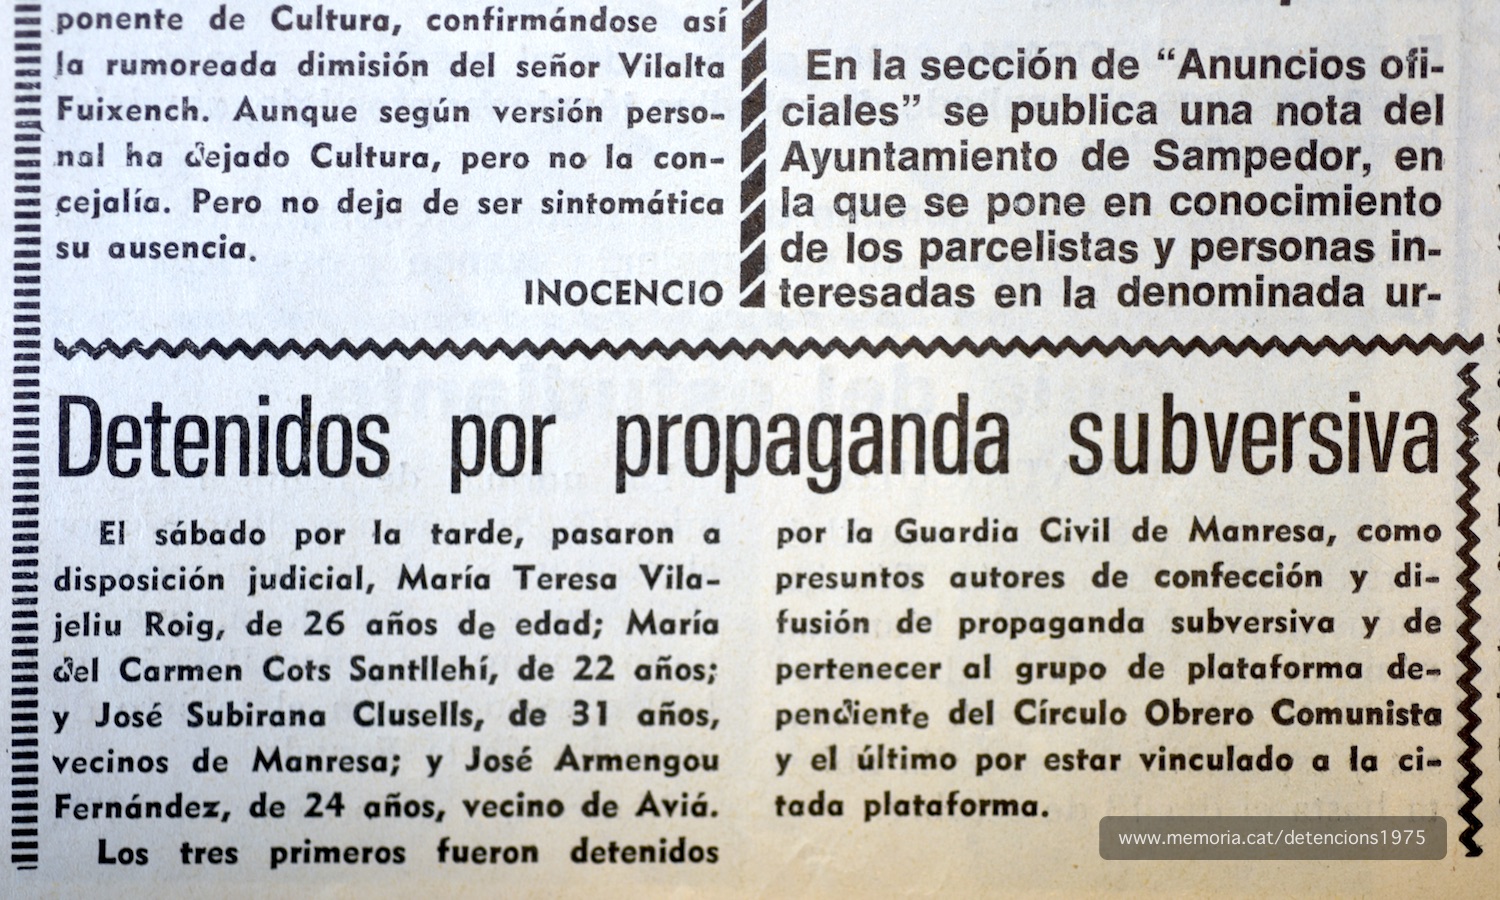 ponente de Cultura, confirmándose así
la rumoreada dimisión del señor Vilalta
Fuixench. Aunque según versión perso-
nal ha dejado Cultura, pero no la con-
cejalía. Pero no deja de ser sintomática
su ausencia.
INOCENCIO
En la sección de “Anuncios ofi-
ciales” se publica una nota del
Ayuntamiento de Sampedor, en
la que se pone en conocimiento
de los parcelistas y personas in-
teresadas en la denominada ur-
Detenidos por propaganda subversiva
El sábado por la tarde, pasaron a
disposición judicial, María Teresa Vila-
jeliu Roig, de 26 años de edad; María
del Carmen Cots Santllehí, de 22 años;
y José Subirana Clusells, de 31 años,
vecinos de Manresa; y José Armengou
Fernández, de 24 años, vecino de Aviá.
Los tres primeros fueron detenidos
por la Guardia Civil de Manresa, como
presuntos autores de confección y di-
fusión de propaganda subversiva y de
pertenecer al grupo de plataforma de-
pendiente del Círculo Obrero Comunista
y el último por estar vinculado a la ci-
tada plataforma.
www.memoria.cat/detencions1975